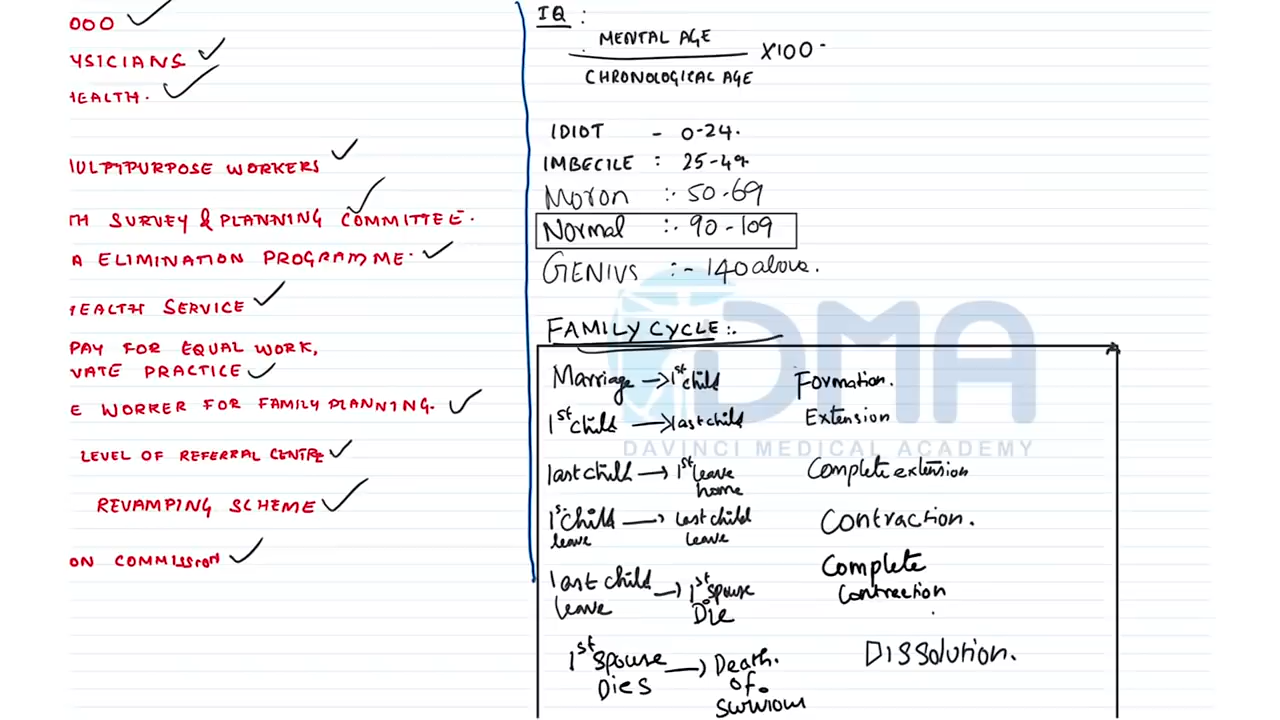 000
YSICIANS
HEALTH.
ULPIPURPOSE WORKERS
TH SURVEY & PLANNING COMMITTEE.
A ELIMINATION PROGRAMME.
HEALTH SERVICE
PAY FOR EQUAL WORK,
VATE PRACTICE
E WORKER FOR FAMILY PLANNING.
LEVEL OF REFERRAL CENTRE
REVAMPING SCHEME
ON COMMISSION
IQ :
MENTAL AGE
X100
CHRONOLOGICAL AGE
IDIOT - 0-24.
IMBECILE : 25-49
Moron :- 50-69
Normal :- 90-109
GENIUS :- 140 above.
FAMILY CYCLE :-
Marriage → 1st child Formation.
1st child → last child Extension
last child → 1st leave home Complete extension
1st child leave → Last child leave Contraction.
last child leave → 1st spouse Die Complete Contraction
1st spouse Dies → Death of Dissolution.
DMA
DAVINCI MEDICAL ACADEMY